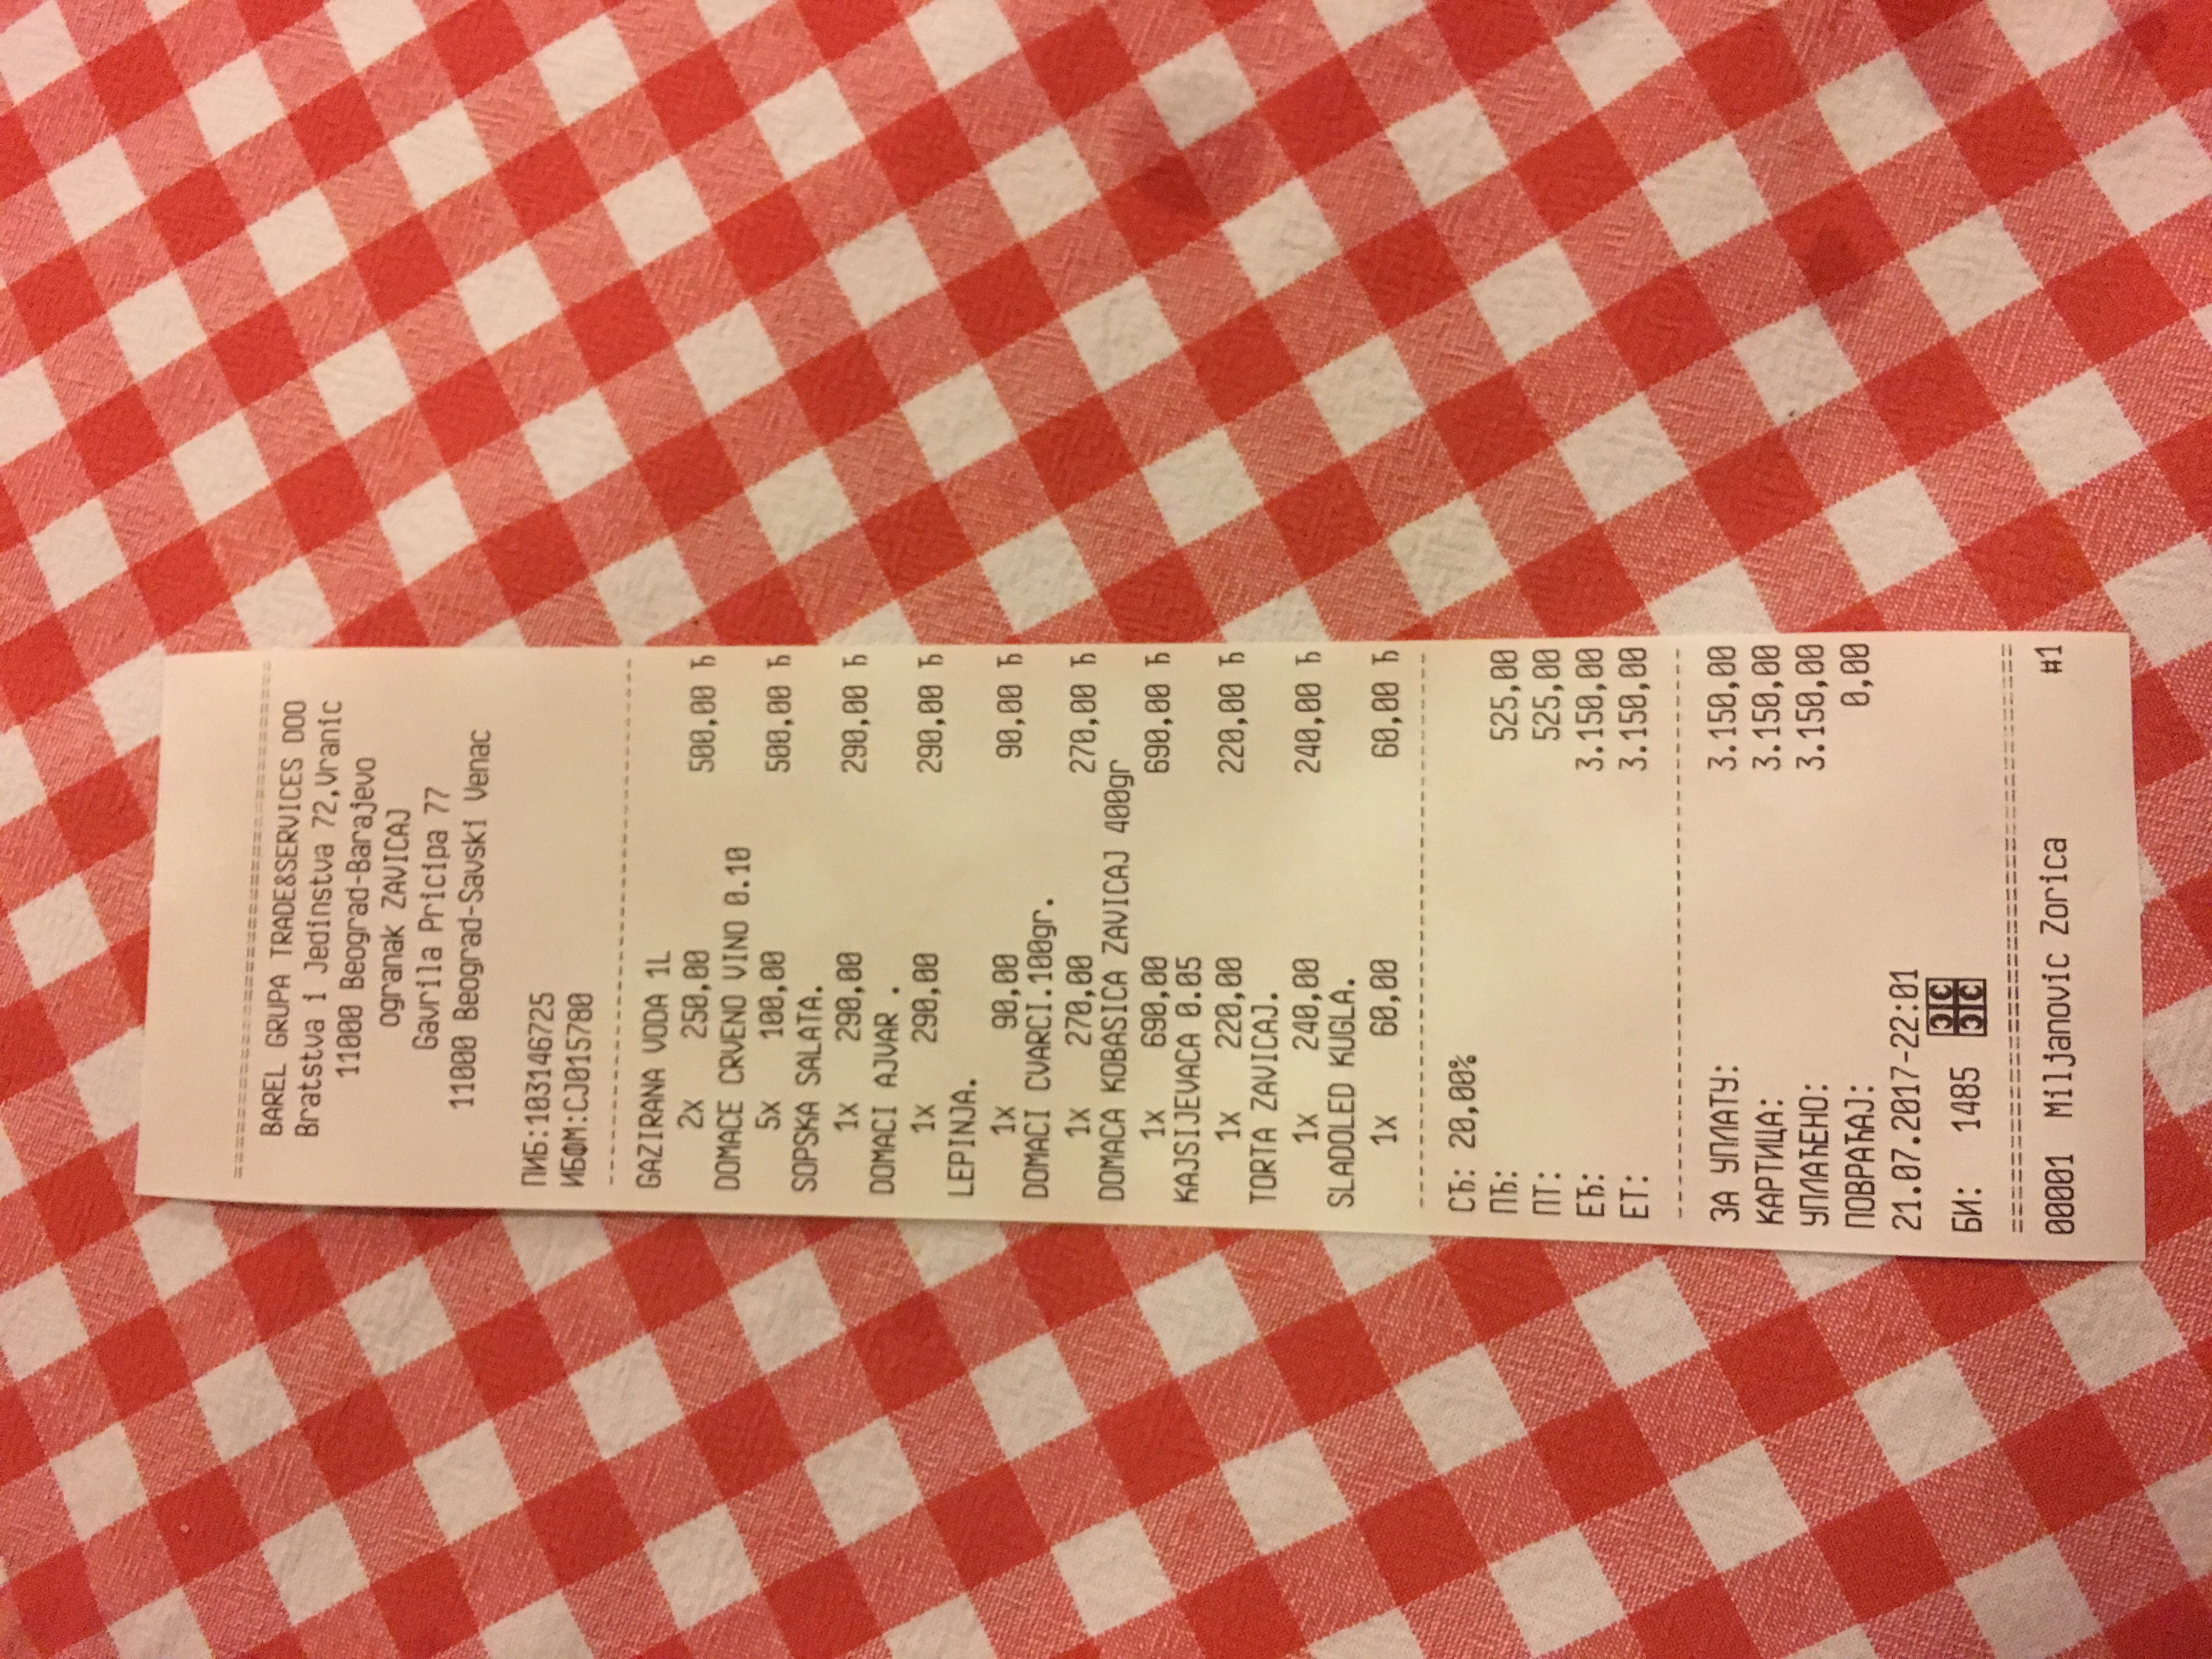 ================================
BAREL GRUPA TRADE&SERVICES DOO
Bratstva i Jedinstva 72,Vranic
11000 Beograd-Barajevo
ogranak ZAVICAJ
Gavrila Pricipa 77
11000 Beograd-Savski Venac
ПИБ:103146725
ИБФМ:CJ015780
--------------------------------
GAZIRANA VODA 1L
2x 250,00 500,00 Ђ
DOMACE CRVENO VINO 0.10
5x 100,00 500,00 Ђ
SOPSKA SALATA.
1x 290,00 290,00 Ђ
DOMACI AJVAR .
1x 290,00 290,00 Ђ
LEPINJA.
1x 90,00 90,00 Ђ
DOMACI CVARCI.100gr.
1x 270,00 270,00 Ђ
DOMACA KOBASICA ZAVICAJ 400gr
1x 690,00 690,00 Ђ
KAJSIJEVACA 0.05
1x 220,00 220,00 Ђ
TORTA ZAVICAJ.
1x 240,00 240,00 Ђ
SLADOLED KUGLA.
1x 60,00 60,00 Ђ
--------------------------------
СЂ: 20,00%
ПЂ: 525,00
ПТ: 525,00
ЕЂ: 3.150,00
ЕТ: 3.150,00
--------------------------------
ЗА УПЛАТУ: 3.150,00
КАРТИЦА: 3.150,00
УПЛАЋЕНО: 3.150,00
ПОВРАЋАЈ: 0,00
21.07.2017-22:01
БИ: 1485
================================
00001 Miljanovic Zorica #1